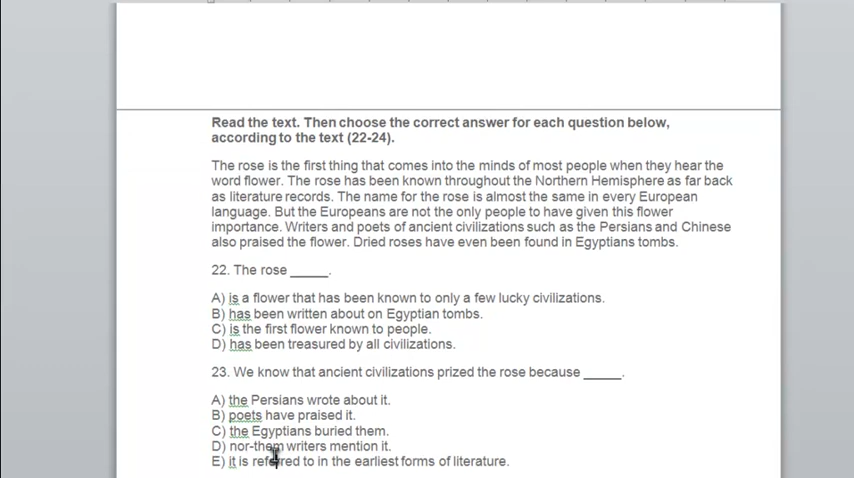 Read the text. Then choose the correct answer for each question below,
according to the text (22-24).
The rose is the first thing that comes into the minds of most people when they hear the
word flower. The rose has been known throughout the Northern Hemisphere as far back
as literature records. The name for the rose is almost the same in every European
language. But the Europeans are not the only people to have given this flower
importance. Writers and poets of ancient civilizations such as the Persians and Chinese
also praised the flower. Dried roses have even been found in Egyptians tombs.
22. The rose _____.
A) is a flower that has been known to only a few lucky civilizations.
B) has been written about on Egyptian tombs.
C) is the first flower known to people.
D) has been treasured by all civilizations.
23. We know that ancient civilizations prized the rose because _____.
A) the Persians wrote about it.
B) poets have praised it.
C) the Egyptians buried them.
D) nor-them writers mention it.
E) it is referred to in the earliest forms of literature.